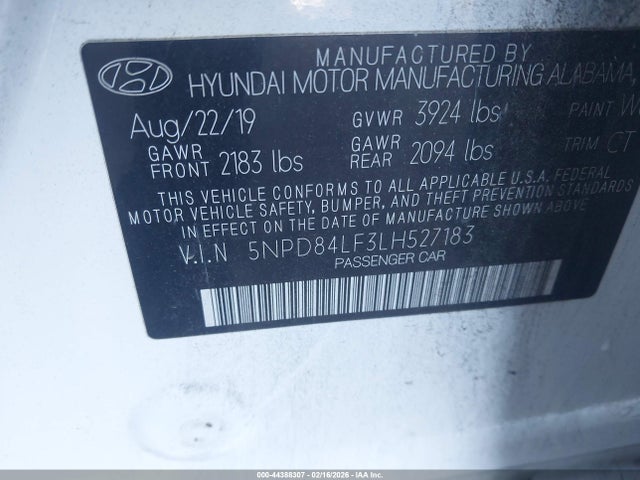 MANUFACTURED BY
HYUNDAI MOTOR MANUFACTURING ALABAMA
Aug/22/19 GVWR 3924 lbs PAINT
GAWR FRONT 2183 lbs GAWR REAR 2094 lbs TRIM CT
THIS VEHICLE CONFORMS TO ALL APPLICABLE U.S.A. FEDERAL
MOTOR VEHICLE SAFETY, BUMPER, AND THEFT PREVENTION STANDARDS
IN EFFECT ON THE DATE OF MANUFACTURE SHOWN ABOVE
V.I.N 5NPD84LF3LH527183
PASSENGER CAR
000-44388307 - 02/16/2026 - IAA Inc.